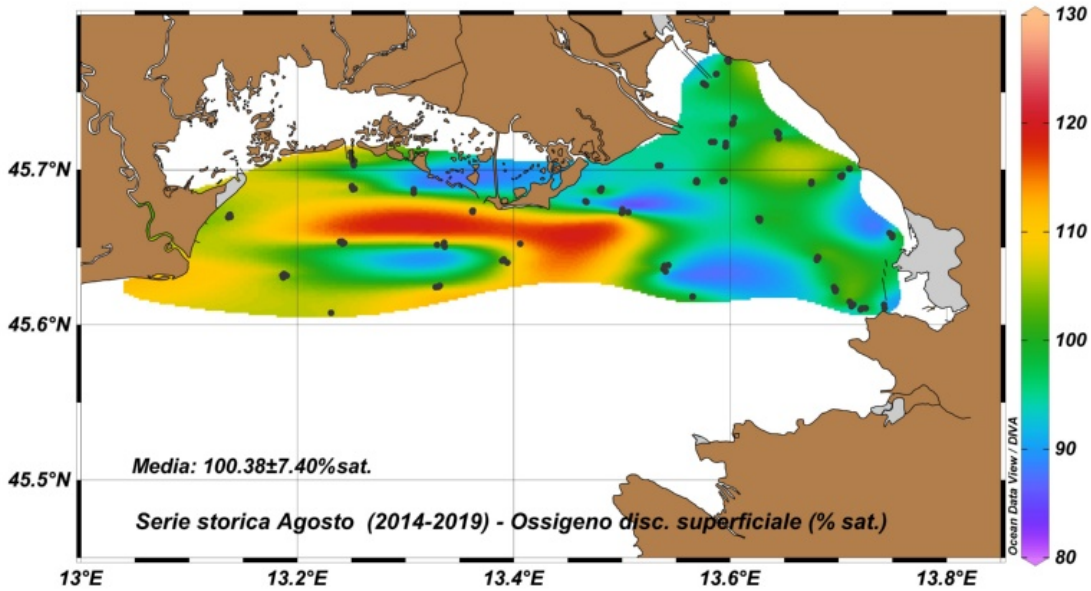 130
120
110
100
90
80
45.7°N
45.6°N
45.5°N
Media: 100.38±7.40%sat.
Serie storica Agosto (2014-2019) - Ossigeno disc. superficiale (% sat.)
Ocean Data View / DIVA
13°E
13.2°E
13.4°E
13.6°E
13.8°E